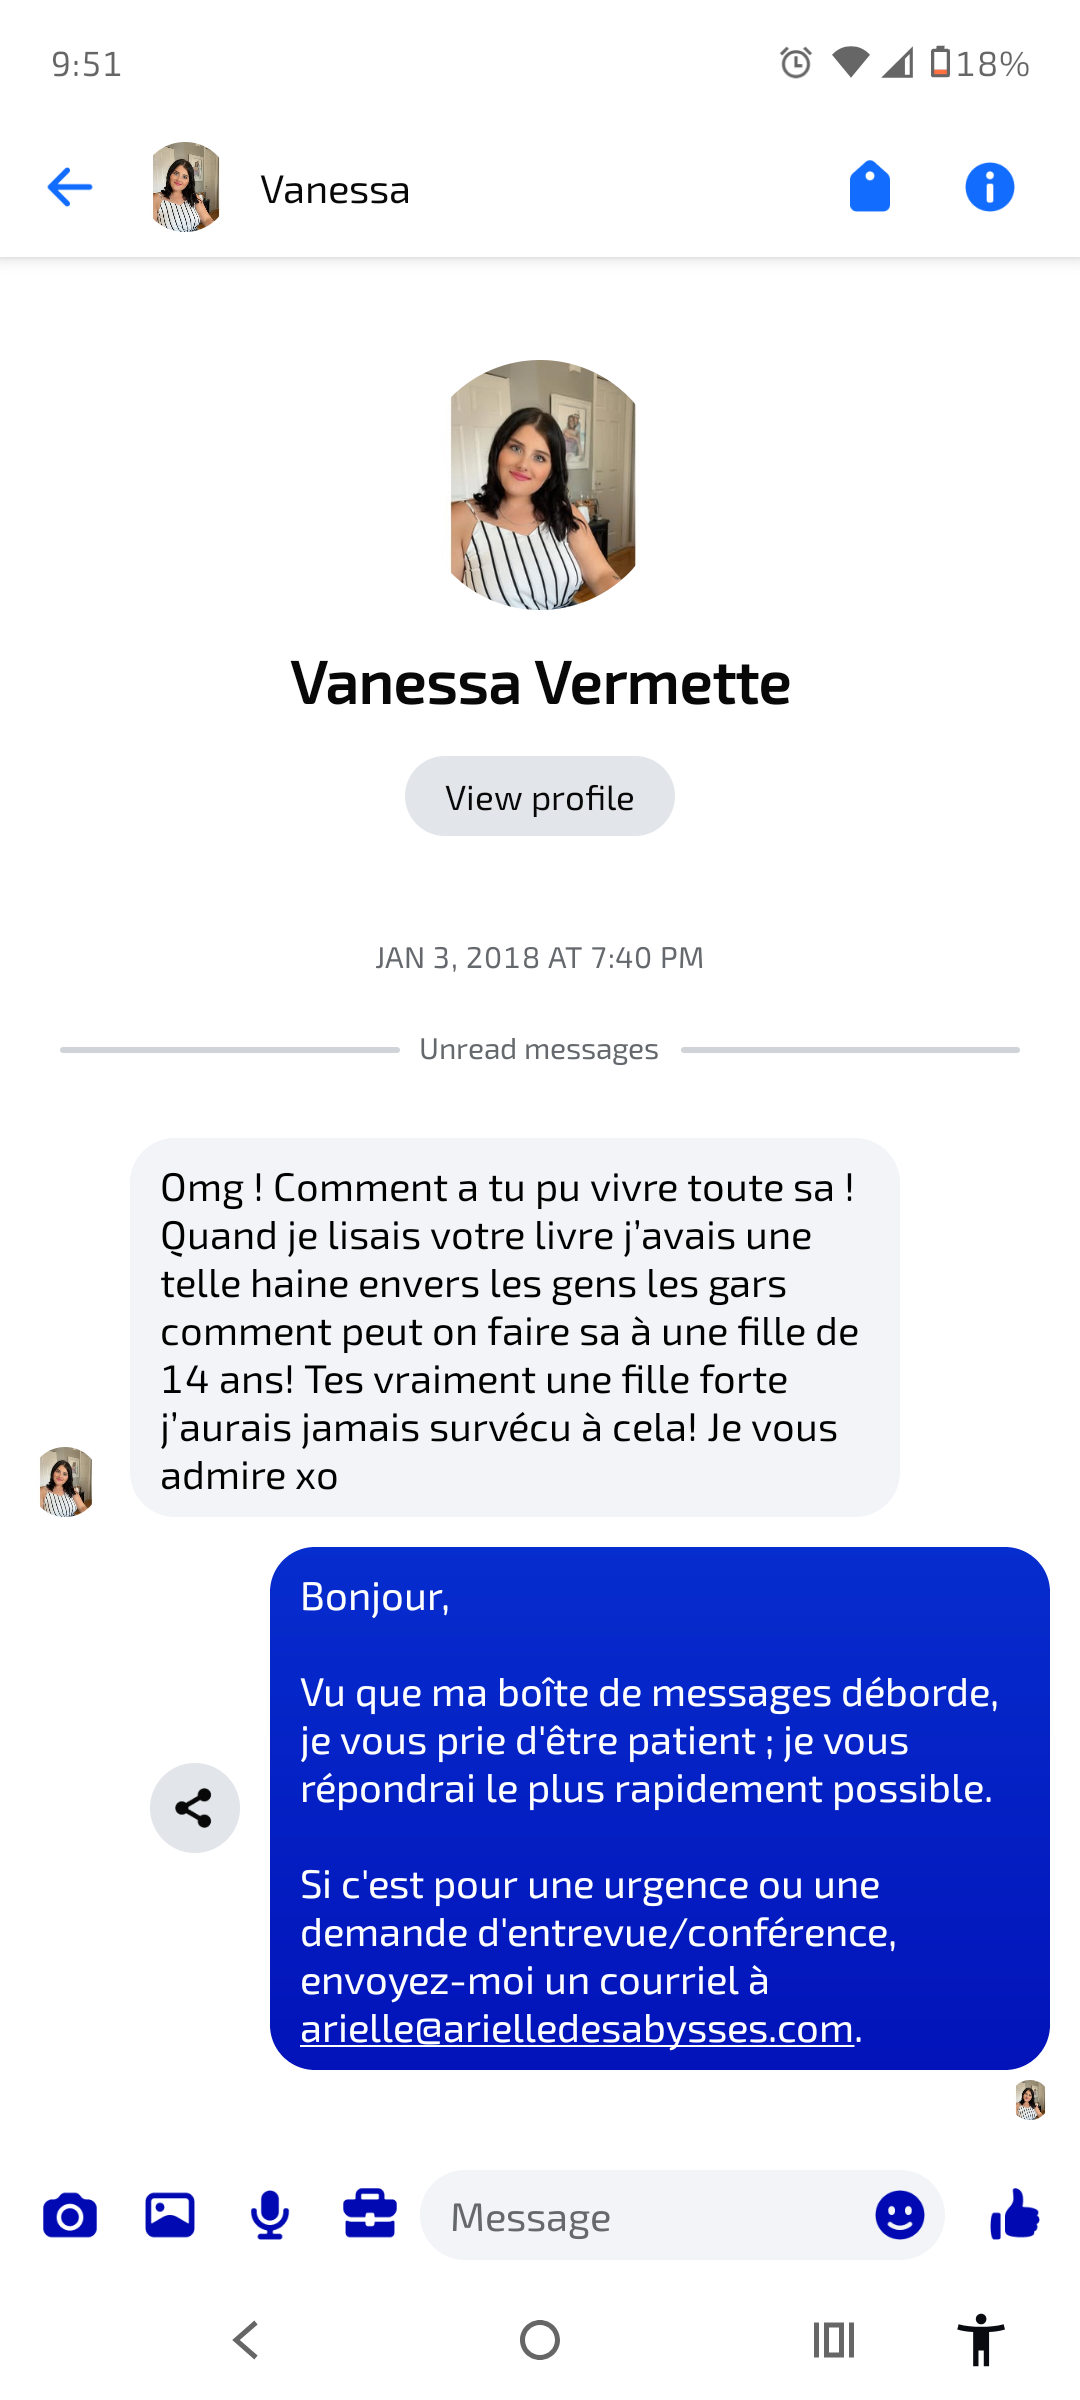 9:51
18%
Vanessa
Vanessa Vermette
View profile
JAN 3, 2018 AT 7:40 PM
Unread messages
Omg ! Comment a tu pu vivre toute sa !
Quand je lisais votre livre j’avais une
telle haine envers les gens les gars
comment peut on faire sa à une fille de
14 ans! Tes vraiment une fille forte
j’aurais jamais survécu à cela! Je vous
admire xo
Bonjour,
Vu que ma boîte de messages déborde,
je vous prie d'être patient ; je vous
répondrai le plus rapidement possible.
Si c'est pour une urgence ou une
demande d'entrevue/conférence,
envoyez-moi un courriel à
arielle@arielledesabysses.com.
Message